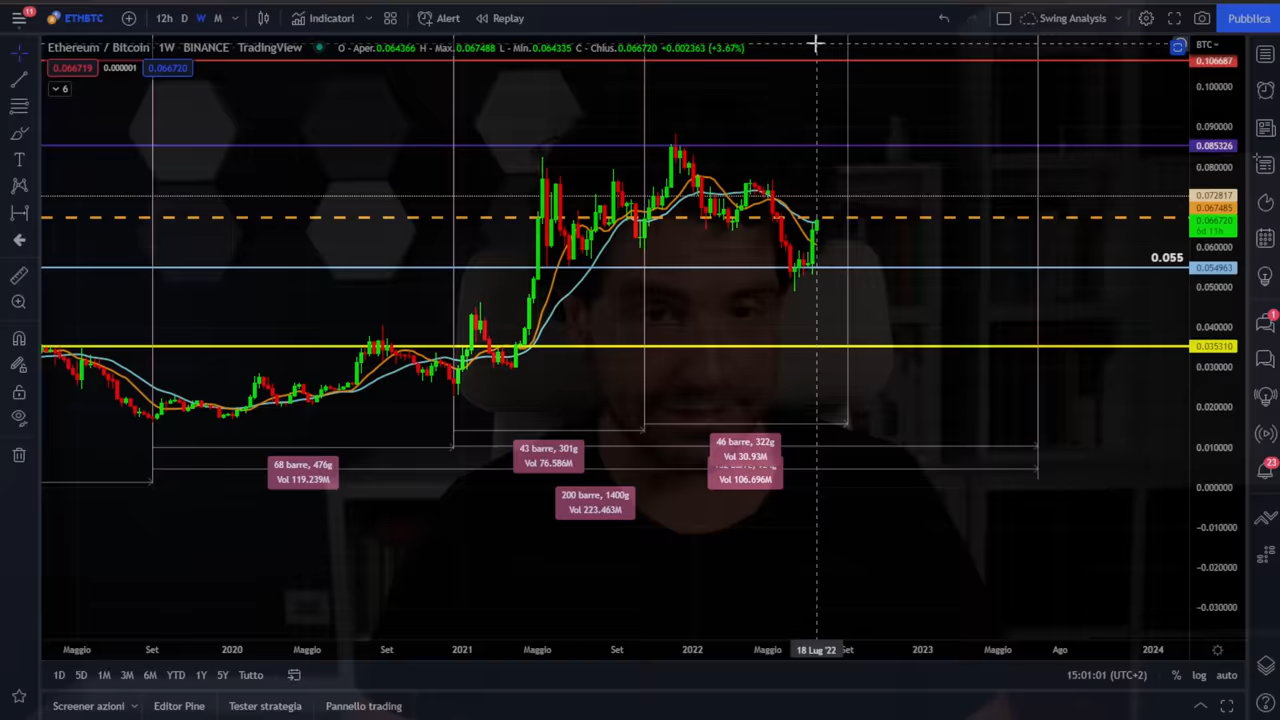 11
ETHBTC
12h D W M
Indicatori
Alert
Replay
Swing Analysis
Pubblica
Ethereum / Bitcoin 1W BINANCE TradingView O - Aper.0.064366 H - Max.0.067488 L - Min.0.064335 C - Chius.0.066720 +0.002363 (+3.67%)
BTC
0.066719 0.000001 0.066720
6
0.106687
0.100000
0.090000
0.085326
0.080000
0.072817
0.067485
0.066720
6d 11h
0.060000
0.055
0.054963
0.050000
0.040000
0.035310
0.030000
0.020000
0.010000
0.000000
−0.010000
−0.020000
−0.030000
1
23
68 barre, 476g
Vol 119.239M
43 barre, 301g
Vol 76.586M
46 barre, 322g
Vol 30.93M
Vol 106.696M
200 barre, 1400g
Vol 223.463M
Maggio Set 2020 Maggio Set 2021 Maggio Set 2022 Maggio 18 Lug '22 Set 2023 Maggio Ago 2024
1D 5D 1M 3M 6M YTD 1Y 5Y Tutto
15:01:01 (UTC+2) % log auto
Screener azioni Editor Pine Tester strategia Pannello trading